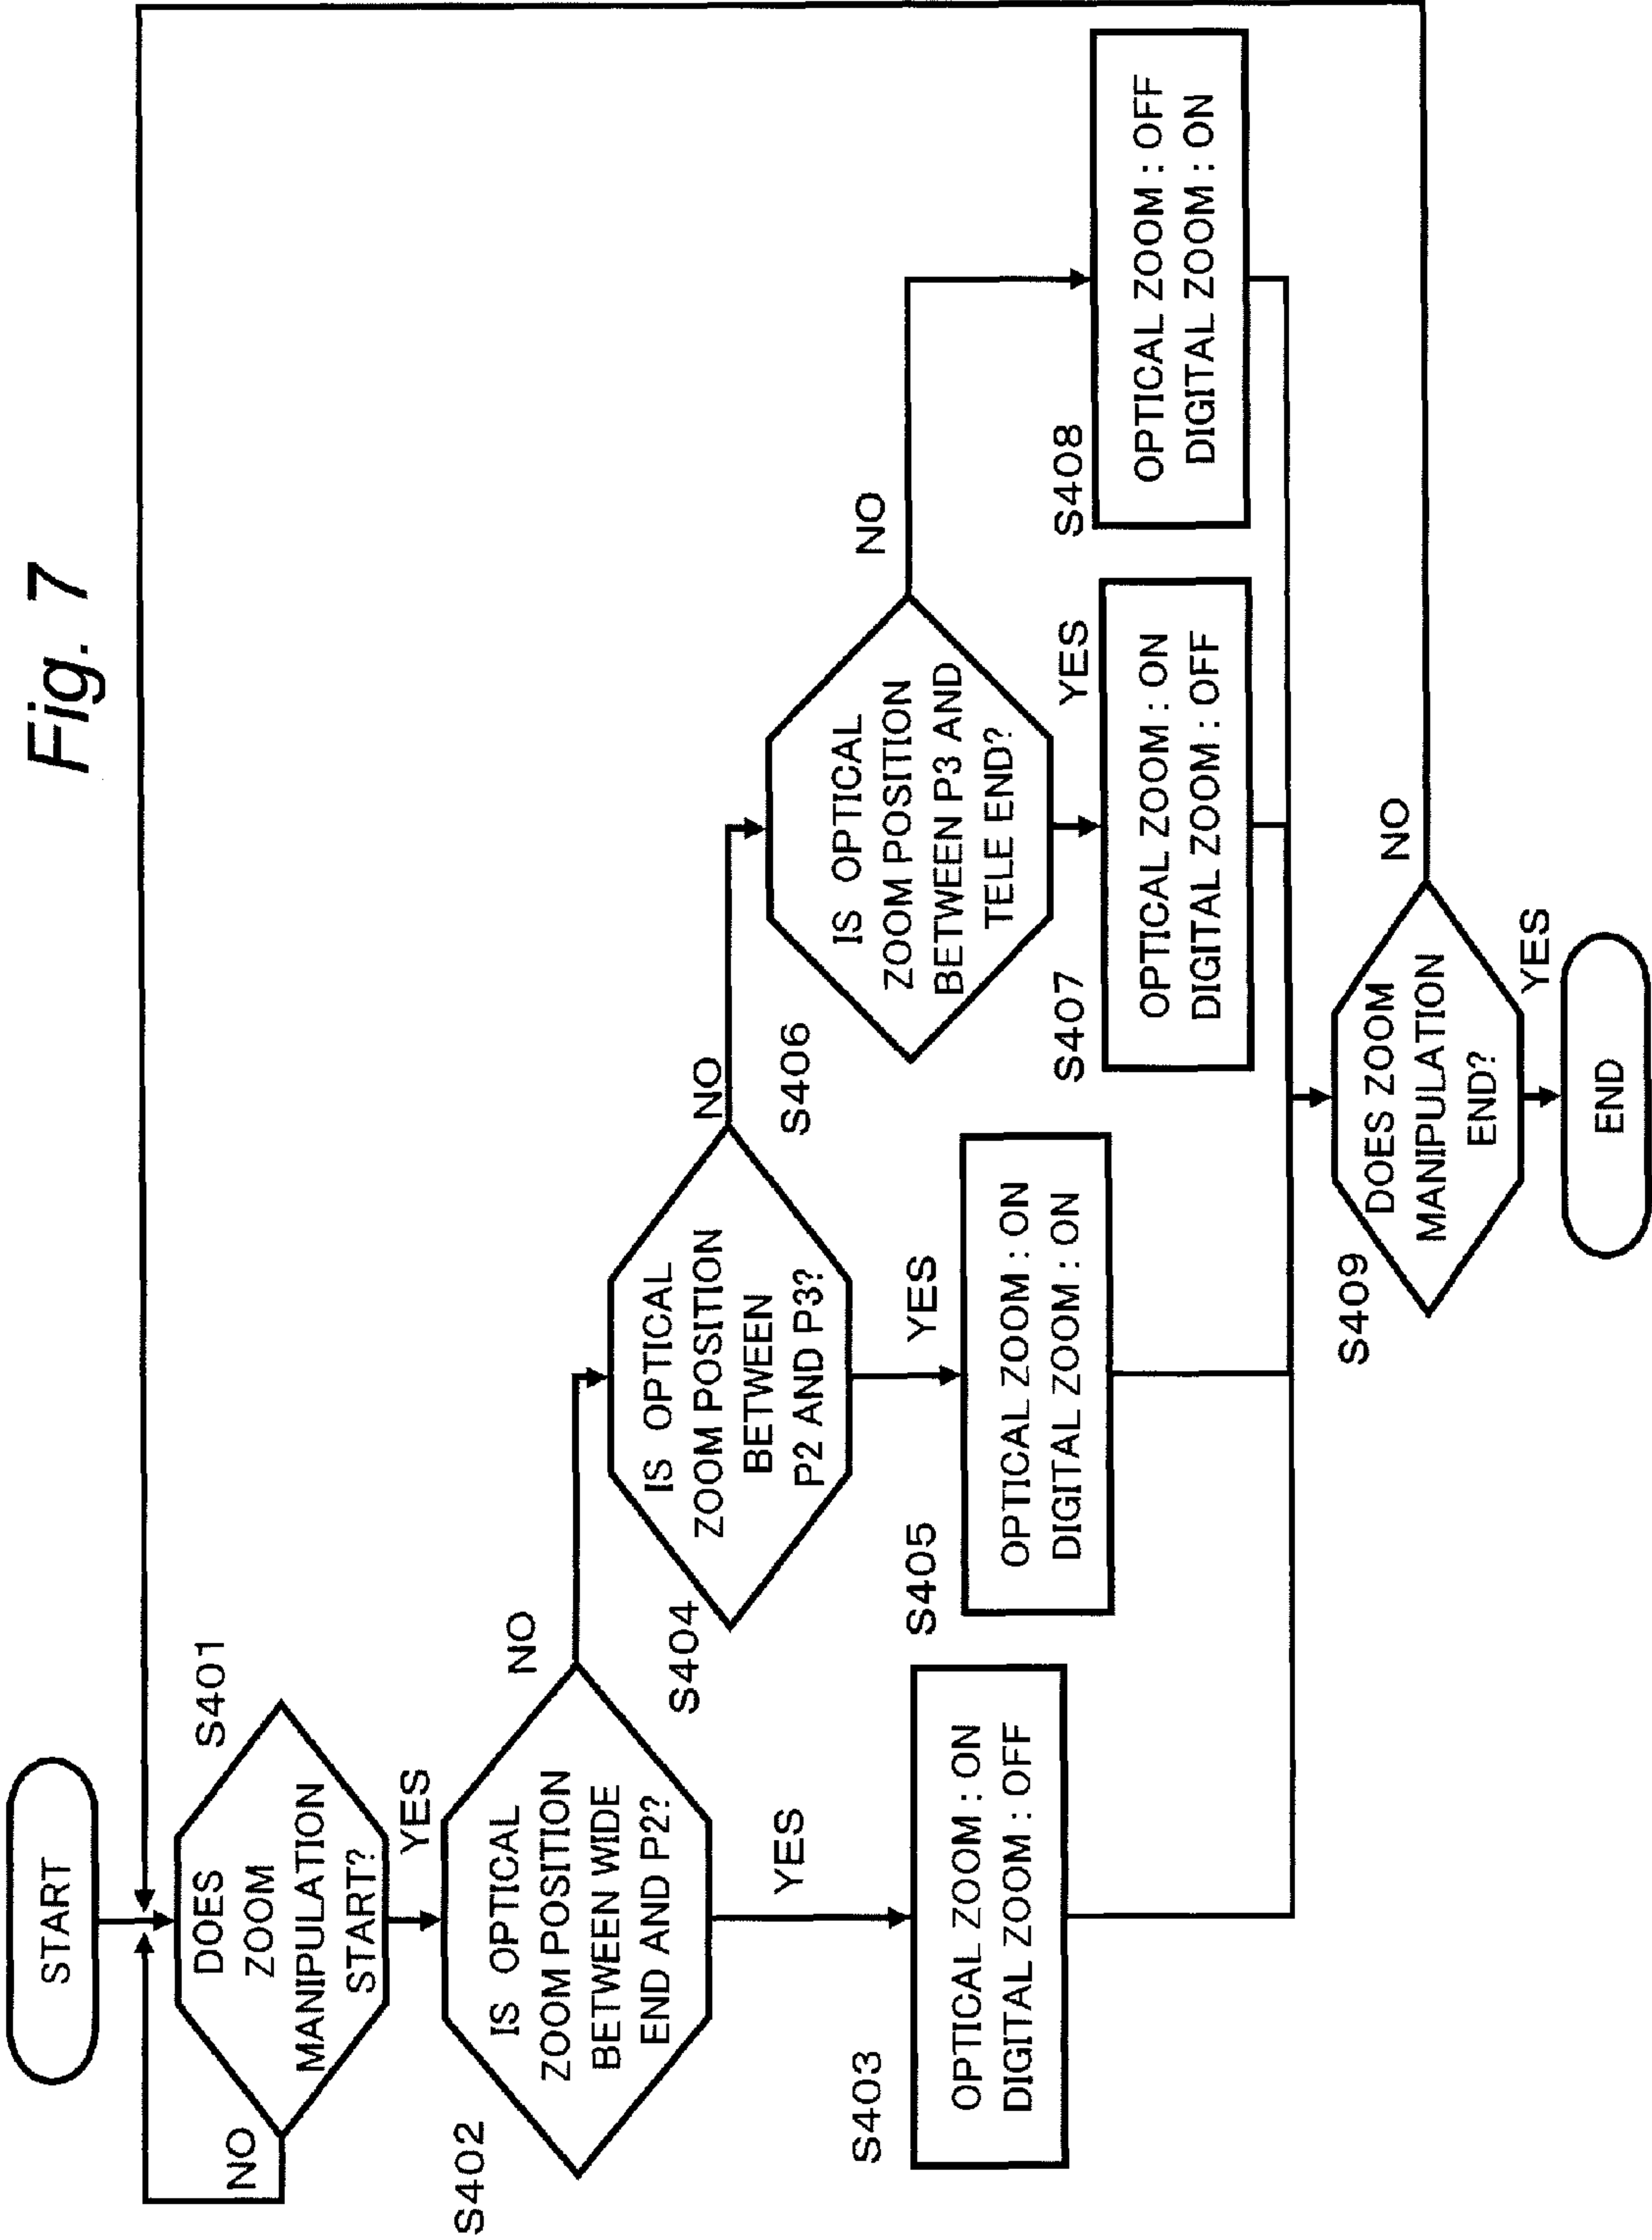 Fig. 7
START
S401
DOES
ZOOM
MANIPULATION
START?
NO
YES
S402
IS OPTICAL
ZOOM POSITION
BETWEEN WIDE
END AND P2?
NO
YES
S403
OPTICAL ZOOM : ON
DIGITAL ZOOM : OFF
S404
IS OPTICAL
ZOOM POSITION
BETWEEN
P2 AND P3?
NO
YES
S405
OPTICAL ZOOM : ON
DIGITAL ZOOM : ON
S406
IS OPTICAL
ZOOM POSITION
BETWEEN P3 AND
TELE END?
NO
YES
S407
OPTICAL ZOOM : ON
DIGITAL ZOOM : OFF
S408
OPTICAL ZOOM : OFF
DIGITAL ZOOM : ON
S409
DOES ZOOM
MANIPULATION
END?
NO
YES
END